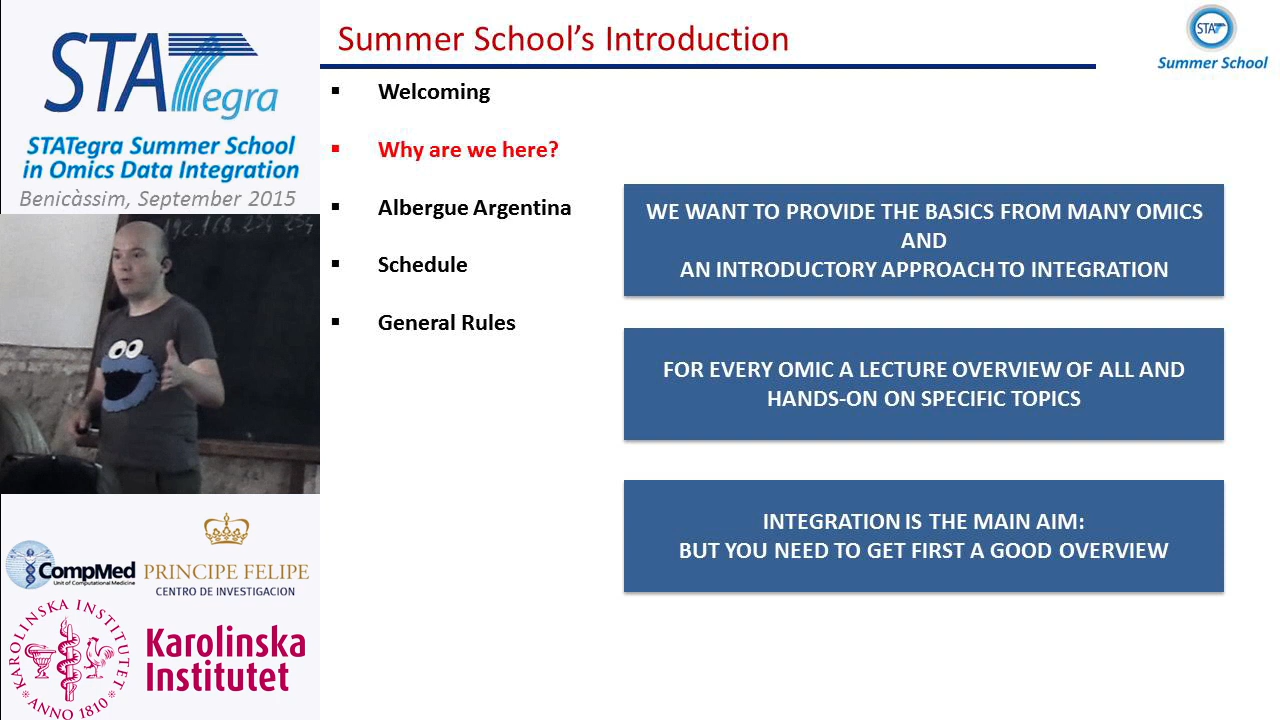 STATegra
STATegra Summer School
in Omics Data Integration
Benicàssim, September 2015
Summer School's Introduction
STAT
Summer School
▪ Welcoming
▪ Why are we here?
▪ Albergue Argentina
▪ Schedule
▪ General Rules
WE WANT TO PROVIDE THE BASICS FROM MANY OMICS
AND
AN INTRODUCTORY APPROACH TO INTEGRATION
FOR EVERY OMIC A LECTURE OVERVIEW OF ALL AND
HANDS-ON ON SPECIFIC TOPICS
INTEGRATION IS THE MAIN AIM:
BUT YOU NEED TO GET FIRST A GOOD OVERVIEW
192.168.254.254
CompMed
Unit of Computational Medicine
PRINCIPE FELIPE
CENTRO DE INVESTIGACION
KAROLINSKA INSTITUTET
ANNO 1810
Karolinska
Institutet